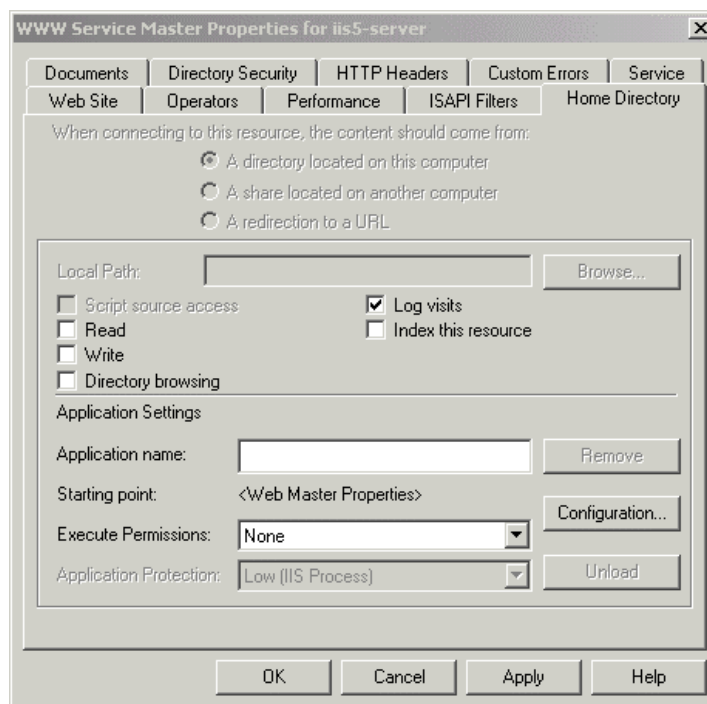 WWW Service Master Properties for iis5-server
Documents Directory Security HTTP Headers Custom Errors Service
Web Site Operators Performance ISAPI Filters Home Directory
When connecting to this resource, the content should come from:
A directory located on this computer
A share located on another computer
A redirection to a URL
Local Path: Browse...
Script source access Log visits
Read Index this resource
Write
Directory browsing
Application Settings
Application name: Remove
Starting point: <Web Master Properties>
Configuration...
Execute Permissions: None
Application Protection: Low (IIS Process) Unload
OK Cancel Apply Help